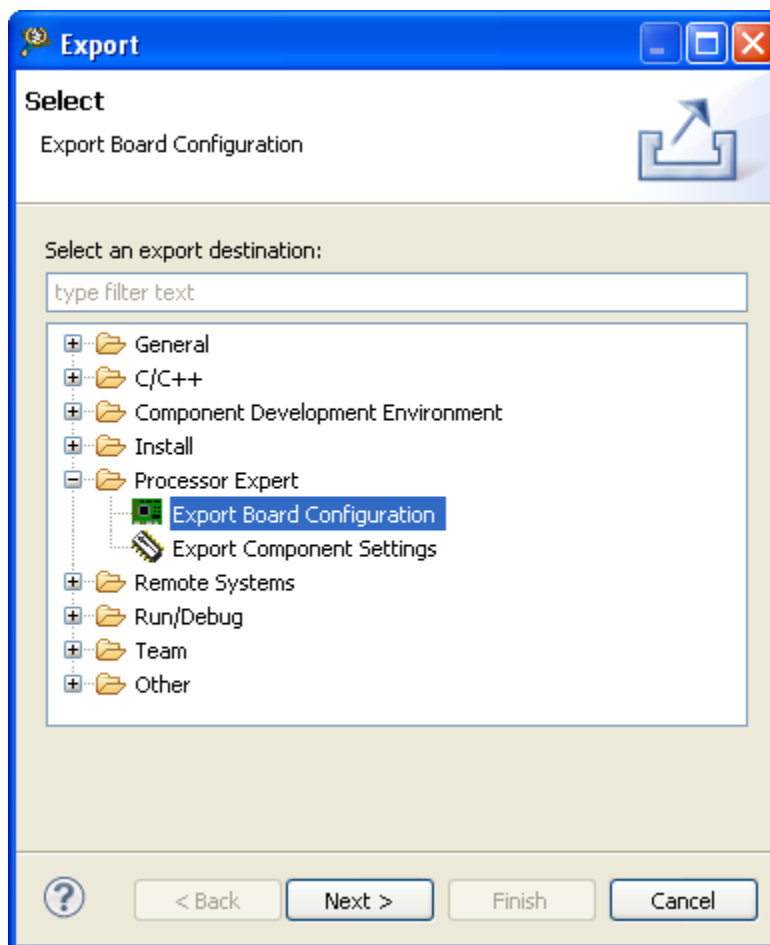 Export
Select
Export Board Configuration
Select an export destination:
type filter text
General
C/C++
Component Development Environment
Install
Processor Expert
Export Board Configuration
Export Component Settings
Remote Systems
Run/Debug
Team
Other
? < Back Next > Finish Cancel